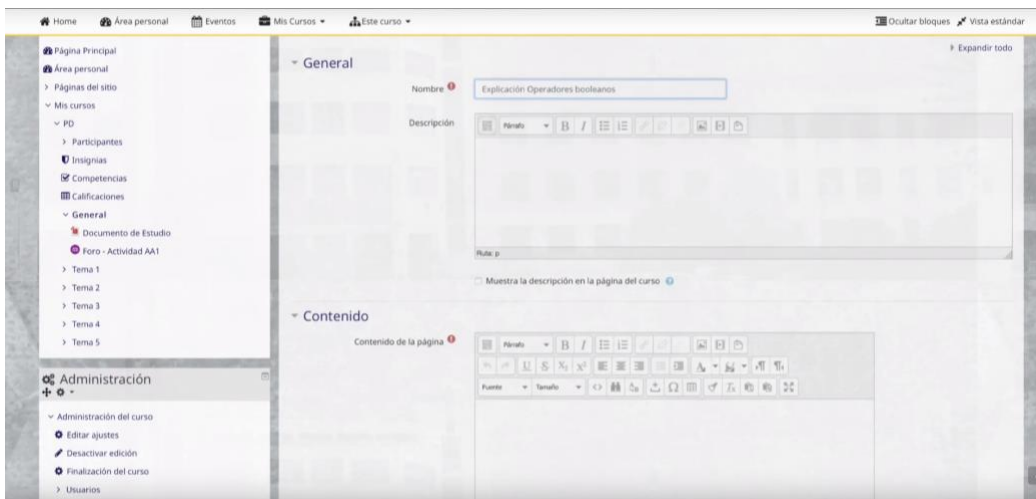 Home Área personal Eventos Mis Cursos Este curso Ocultar bloques Vista estándar
Página Principal
Área personal
Páginas del sitio
Mis cursos
PD
Participantes
Insignias
Competencias
Calificaciones
General
Documento de Estudio
Foro - Actividad AA1
Tema 1
Tema 2
Tema 3
Tema 4
Tema 5
Administración
Administración del curso
Editar ajustes
Desactivar edición
Finalización del curso
Usuarios
Expandir todo
General
Nombre Explicación Operadores booleanos
Descripción
Párrafo B I
Ruta: p
Muestra la descripción en la página del curso
Contenido
Contenido de la página
Párrafo B I
U S X₂ X² A
Fuente Tamaño Ω